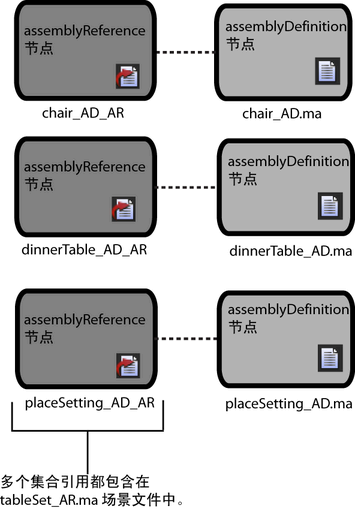 assemblyReference
节点
assemblyDefinition
节点
chair_AD_AR
chair_AD.ma
assemblyReference
节点
assemblyDefinition
节点
dinnerTable_AD_AR
dinnerTable_AD.ma
assemblyReference
节点
assemblyDefinition
节点
placeSetting_AD_AR
placeSetting_AD.ma
多个集合引用都包含在
tableSet_AR.ma 场景文件中。